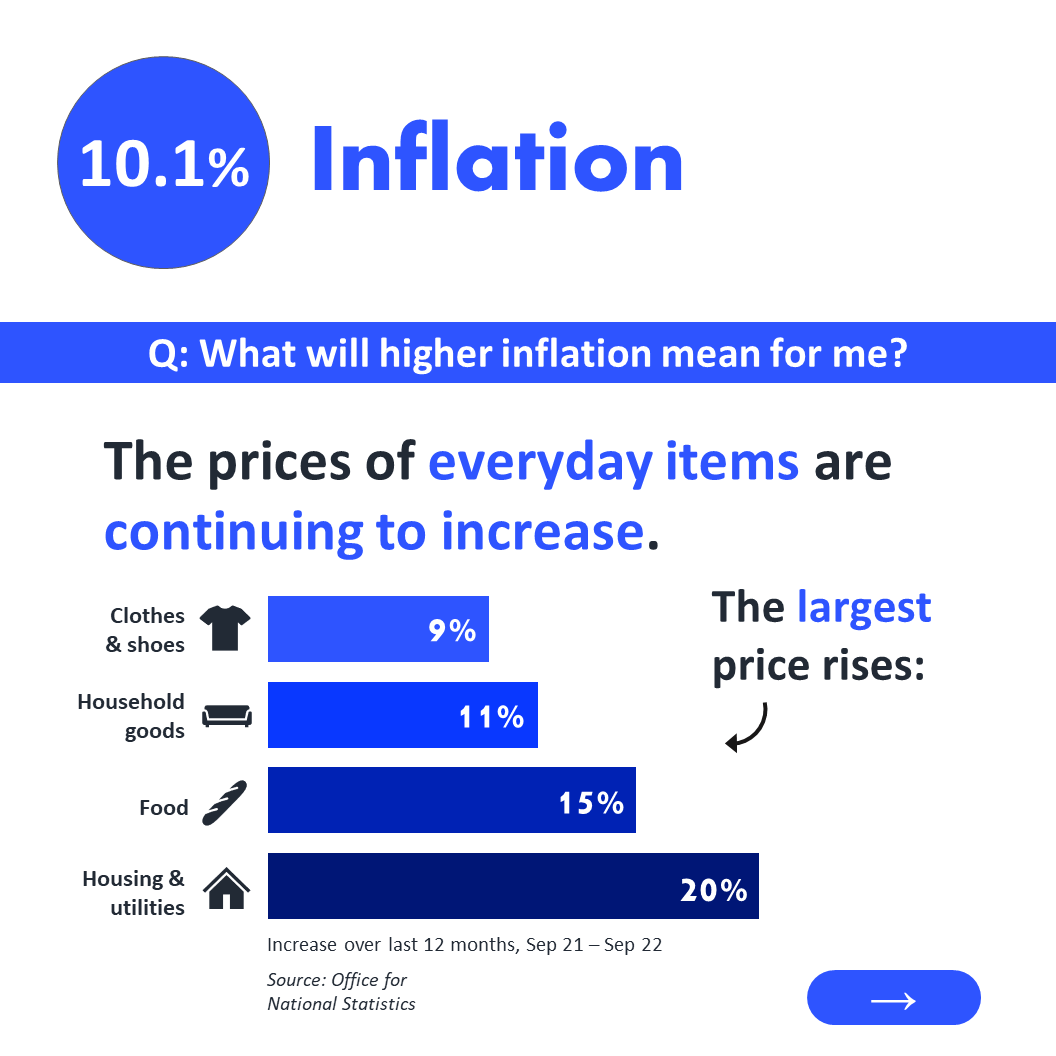 10.1%
Inflation
Q: What will higher inflation mean for me?
The prices of everyday items are
continuing to increase.
The largest
price rises:
Clothes
& shoes
9%
Household
goods
11%
Food
15%
Housing &
utilities
20%
Increase over last 12 months, Sep 21 – Sep 22
Source: Office for
National Statistics
→